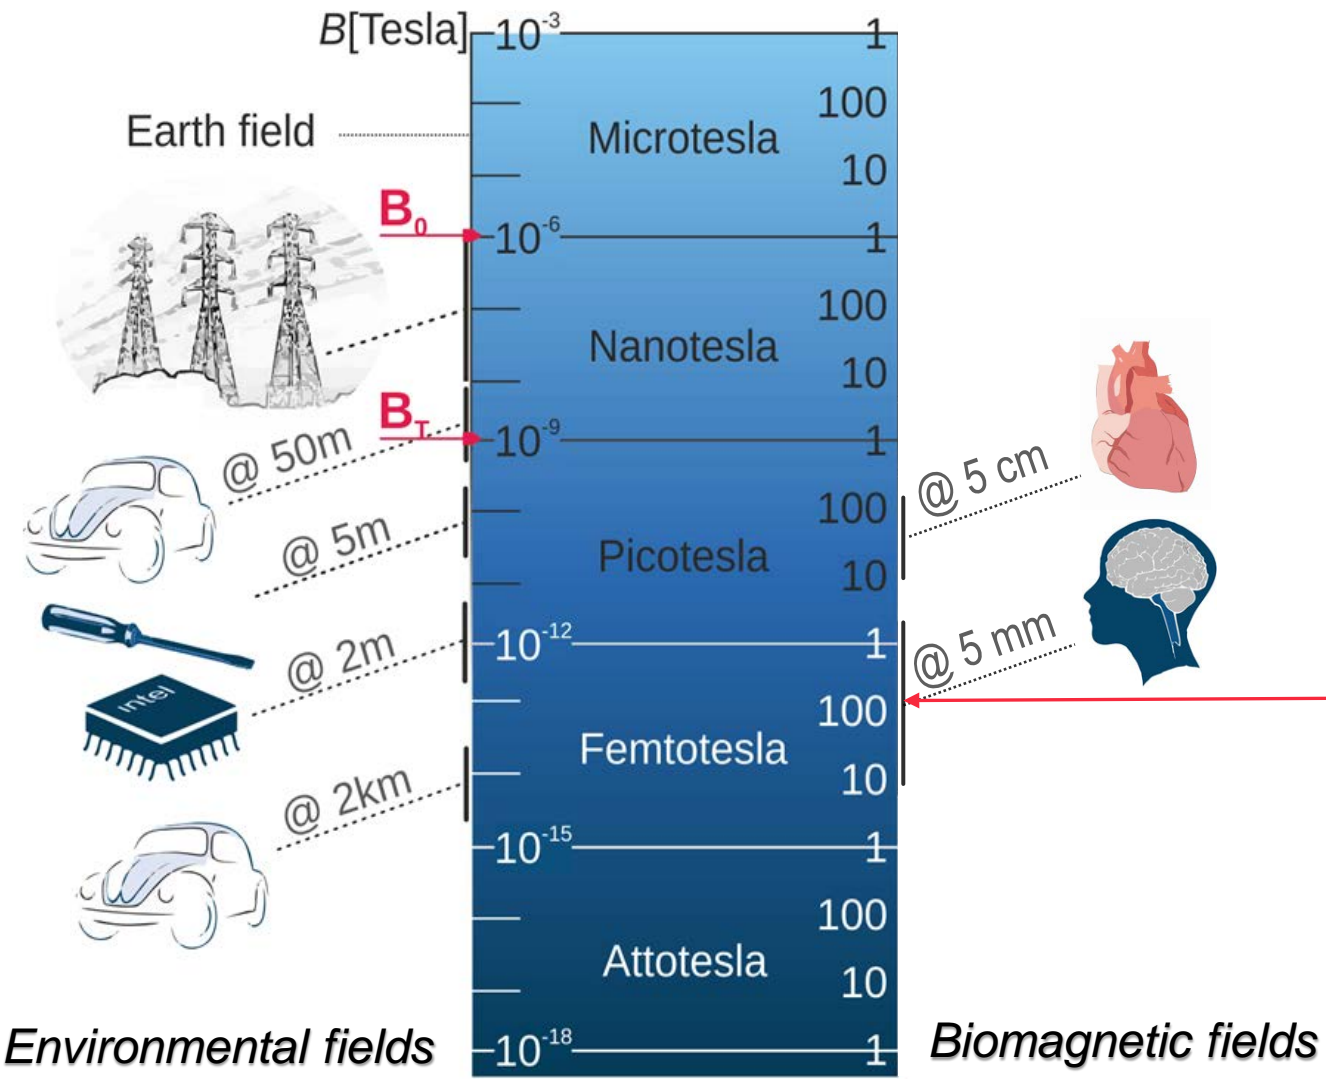 B[Tesla]
10⁻³
1
100
Earth field
Microtesla
10
B₀
10⁻⁶
1
100
Nanotesla
10
B_T
10⁻⁹
1
@ 50m
@ 5 cm
100
@ 5m
Picotesla
10
10⁻¹²
1
@ 2m
@ 5 mm
intel
100
Femtotesla
10
@ 2km
10⁻¹⁵
1
100
Attotesla
10
10⁻¹⁸
1
Environmental fields
Biomagnetic fields